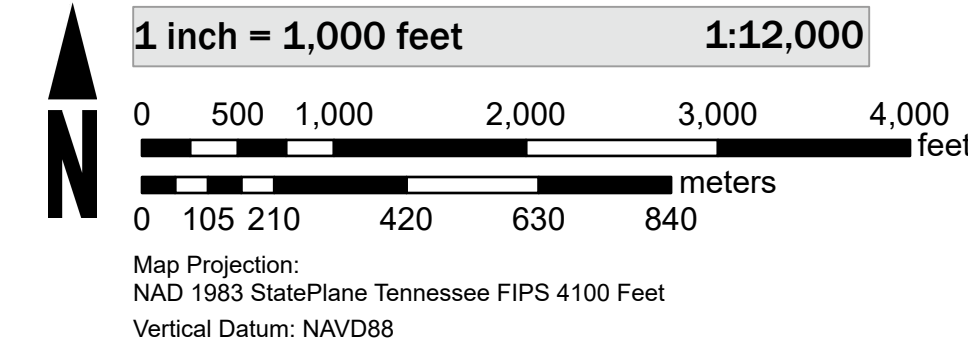 N
1 inch = 1,000 feet 1:12,000
0 500 1,000 2,000 3,000 4,000
feet
meters
0 105 210 420 630 840
Map Projection:
NAD 1983 StatePlane Tennessee FIPS 4100 Feet
Vertical Datum: NAVD88